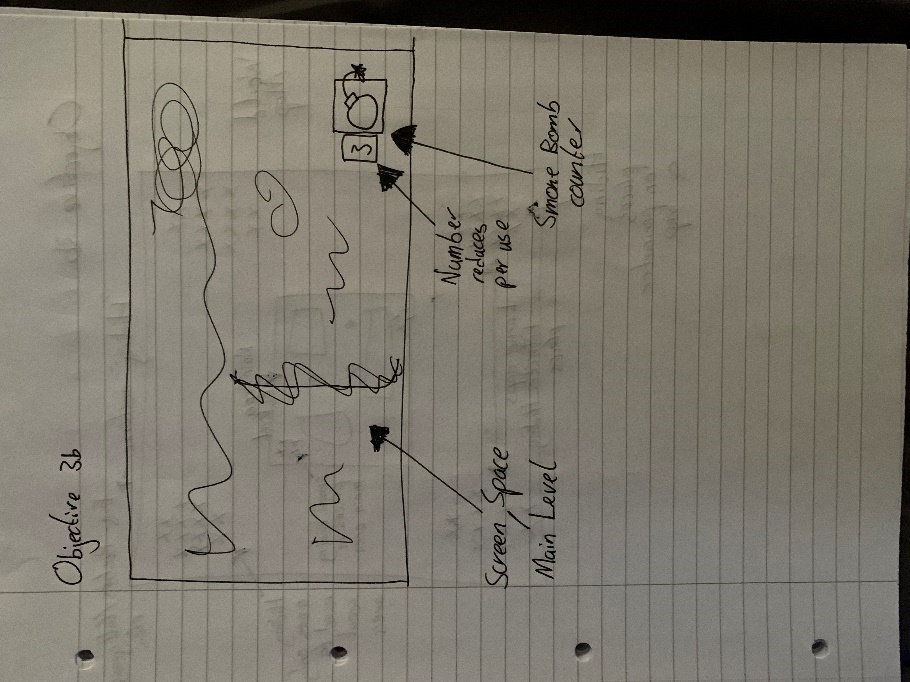 Objective 3b
3
Number
reduces
per use
Smoke Bomb
counter
Screen Space /
Main Level